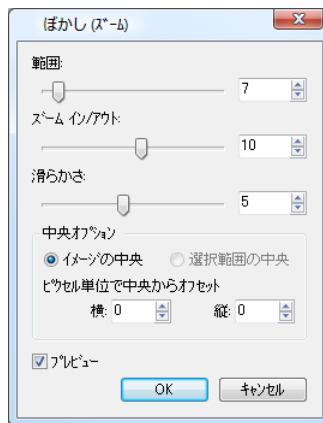 ぼかし (ｽﾞｰﾑ)
範囲:
7
ｽﾞｰﾑ ｲﾝ/ｱｳﾄ:
10
滑らかさ:
5
中央ｵﾌﾟｼｮﾝ
ｲﾒｰｼﾞの中央 選択範囲の中央
ﾋﾟｸｾﾙ単位で中央からｵﾌｾｯﾄ
横: 0 縦: 0
ﾌﾟﾚﾋﾞｭｰ
OK ｷｬﾝｾﾙ